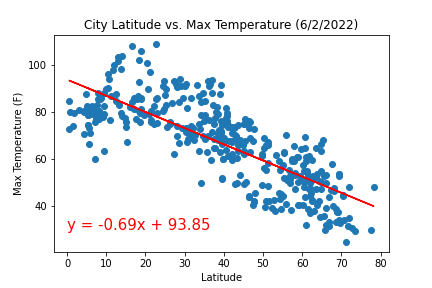 City Latitude vs. Max Temperature (6/2/2022)
100
80
60
40
Max Temperature (F)
y = -0.69x + 93.85
0 10 20 30 40 50 60 70 80
Latitude